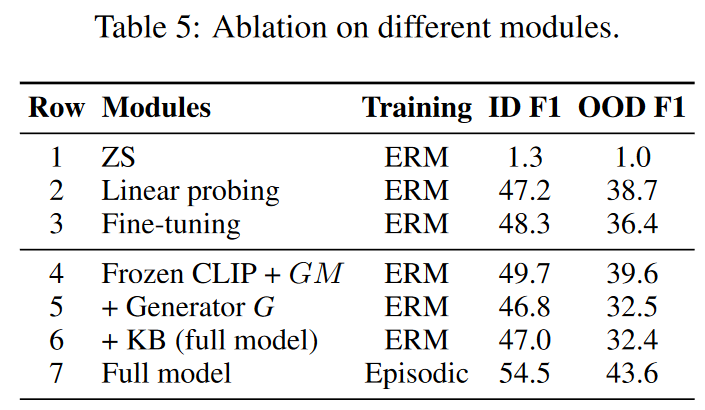 Table 5: Ablation on different modules.
Row Modules Training ID F1 OOD F1
1 ZS ERM 1.3 1.0
2 Linear probing ERM 47.2 38.7
3 Fine-tuning ERM 48.3 36.4
4 Frozen CLIP + GM ERM 49.7 39.6
5 + Generator G ERM 46.8 32.5
6 + KB (full model) ERM 47.0 32.4
7 Full model Episodic 54.5 43.6